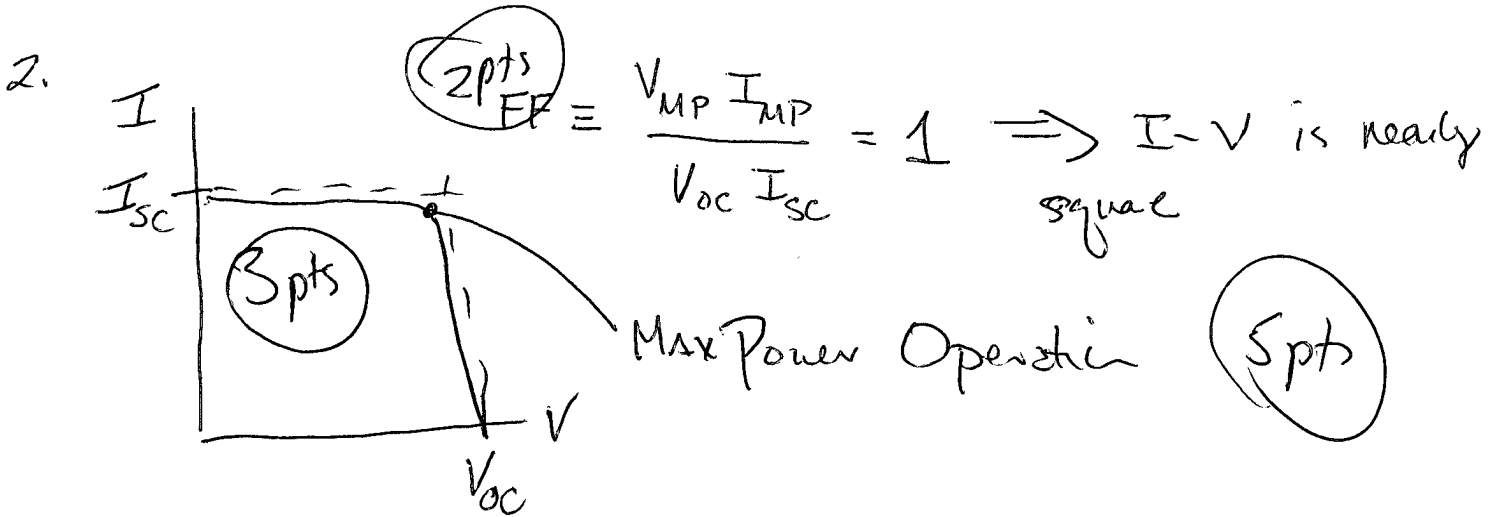 2.
2pts
FF ≡ V_MP I_MP / V_OC I_SC = 1 ⟹ I-V is nearly
square
I
I_SC
3pts
Max Power Operation
5pts
V
V_OC